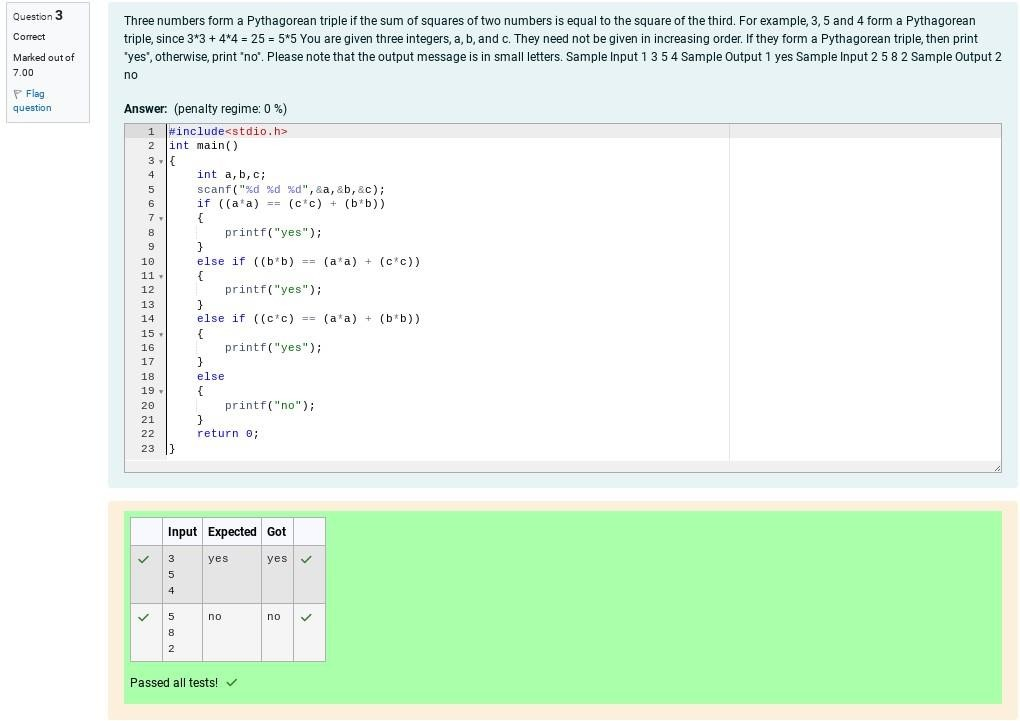 Question 3
Correct
Marked out of
7.00
Flag
question
Three numbers form a Pythagorean triple if the sum of squares of two numbers is equal to the square of the third. For example, 3, 5 and 4 form a Pythagorean
triple, since 3*3 + 4*4 = 25 = 5*5 You are given three integers, a, b, and c. They need not be given in increasing order. If they form a Pythagorean
triple, then print
"yes", otherwise, print "no". Please note that the output message is in small letters. Sample Input 1 3 5 4 Sample Output 1 yes Sample Input 2 5 8 2 Sample Output 2
no
Answer: (penalty regime: 0 %)
1 #include<stdio.h>
2 int main()
3 {
4     int a,b,c;
5     scanf("%d %d %d",&a,&b,&c);
6     if ((a*a) == (c*c) + (b*b))
7     {
8         printf("yes");
9     }
10     else if ((b*b) == (a*a) + (c*c))
11     {
12         printf("yes");
13     }
14     else if ((c*c) == (a*a) + (b*b))
15     {
16         printf("yes");
17     }
18     else
19     {
20         printf("no");
21     }
22     return 0;
23 }
Input Expected Got
3 yes yes
5
4
5 no no
8
2
Passed all tests!